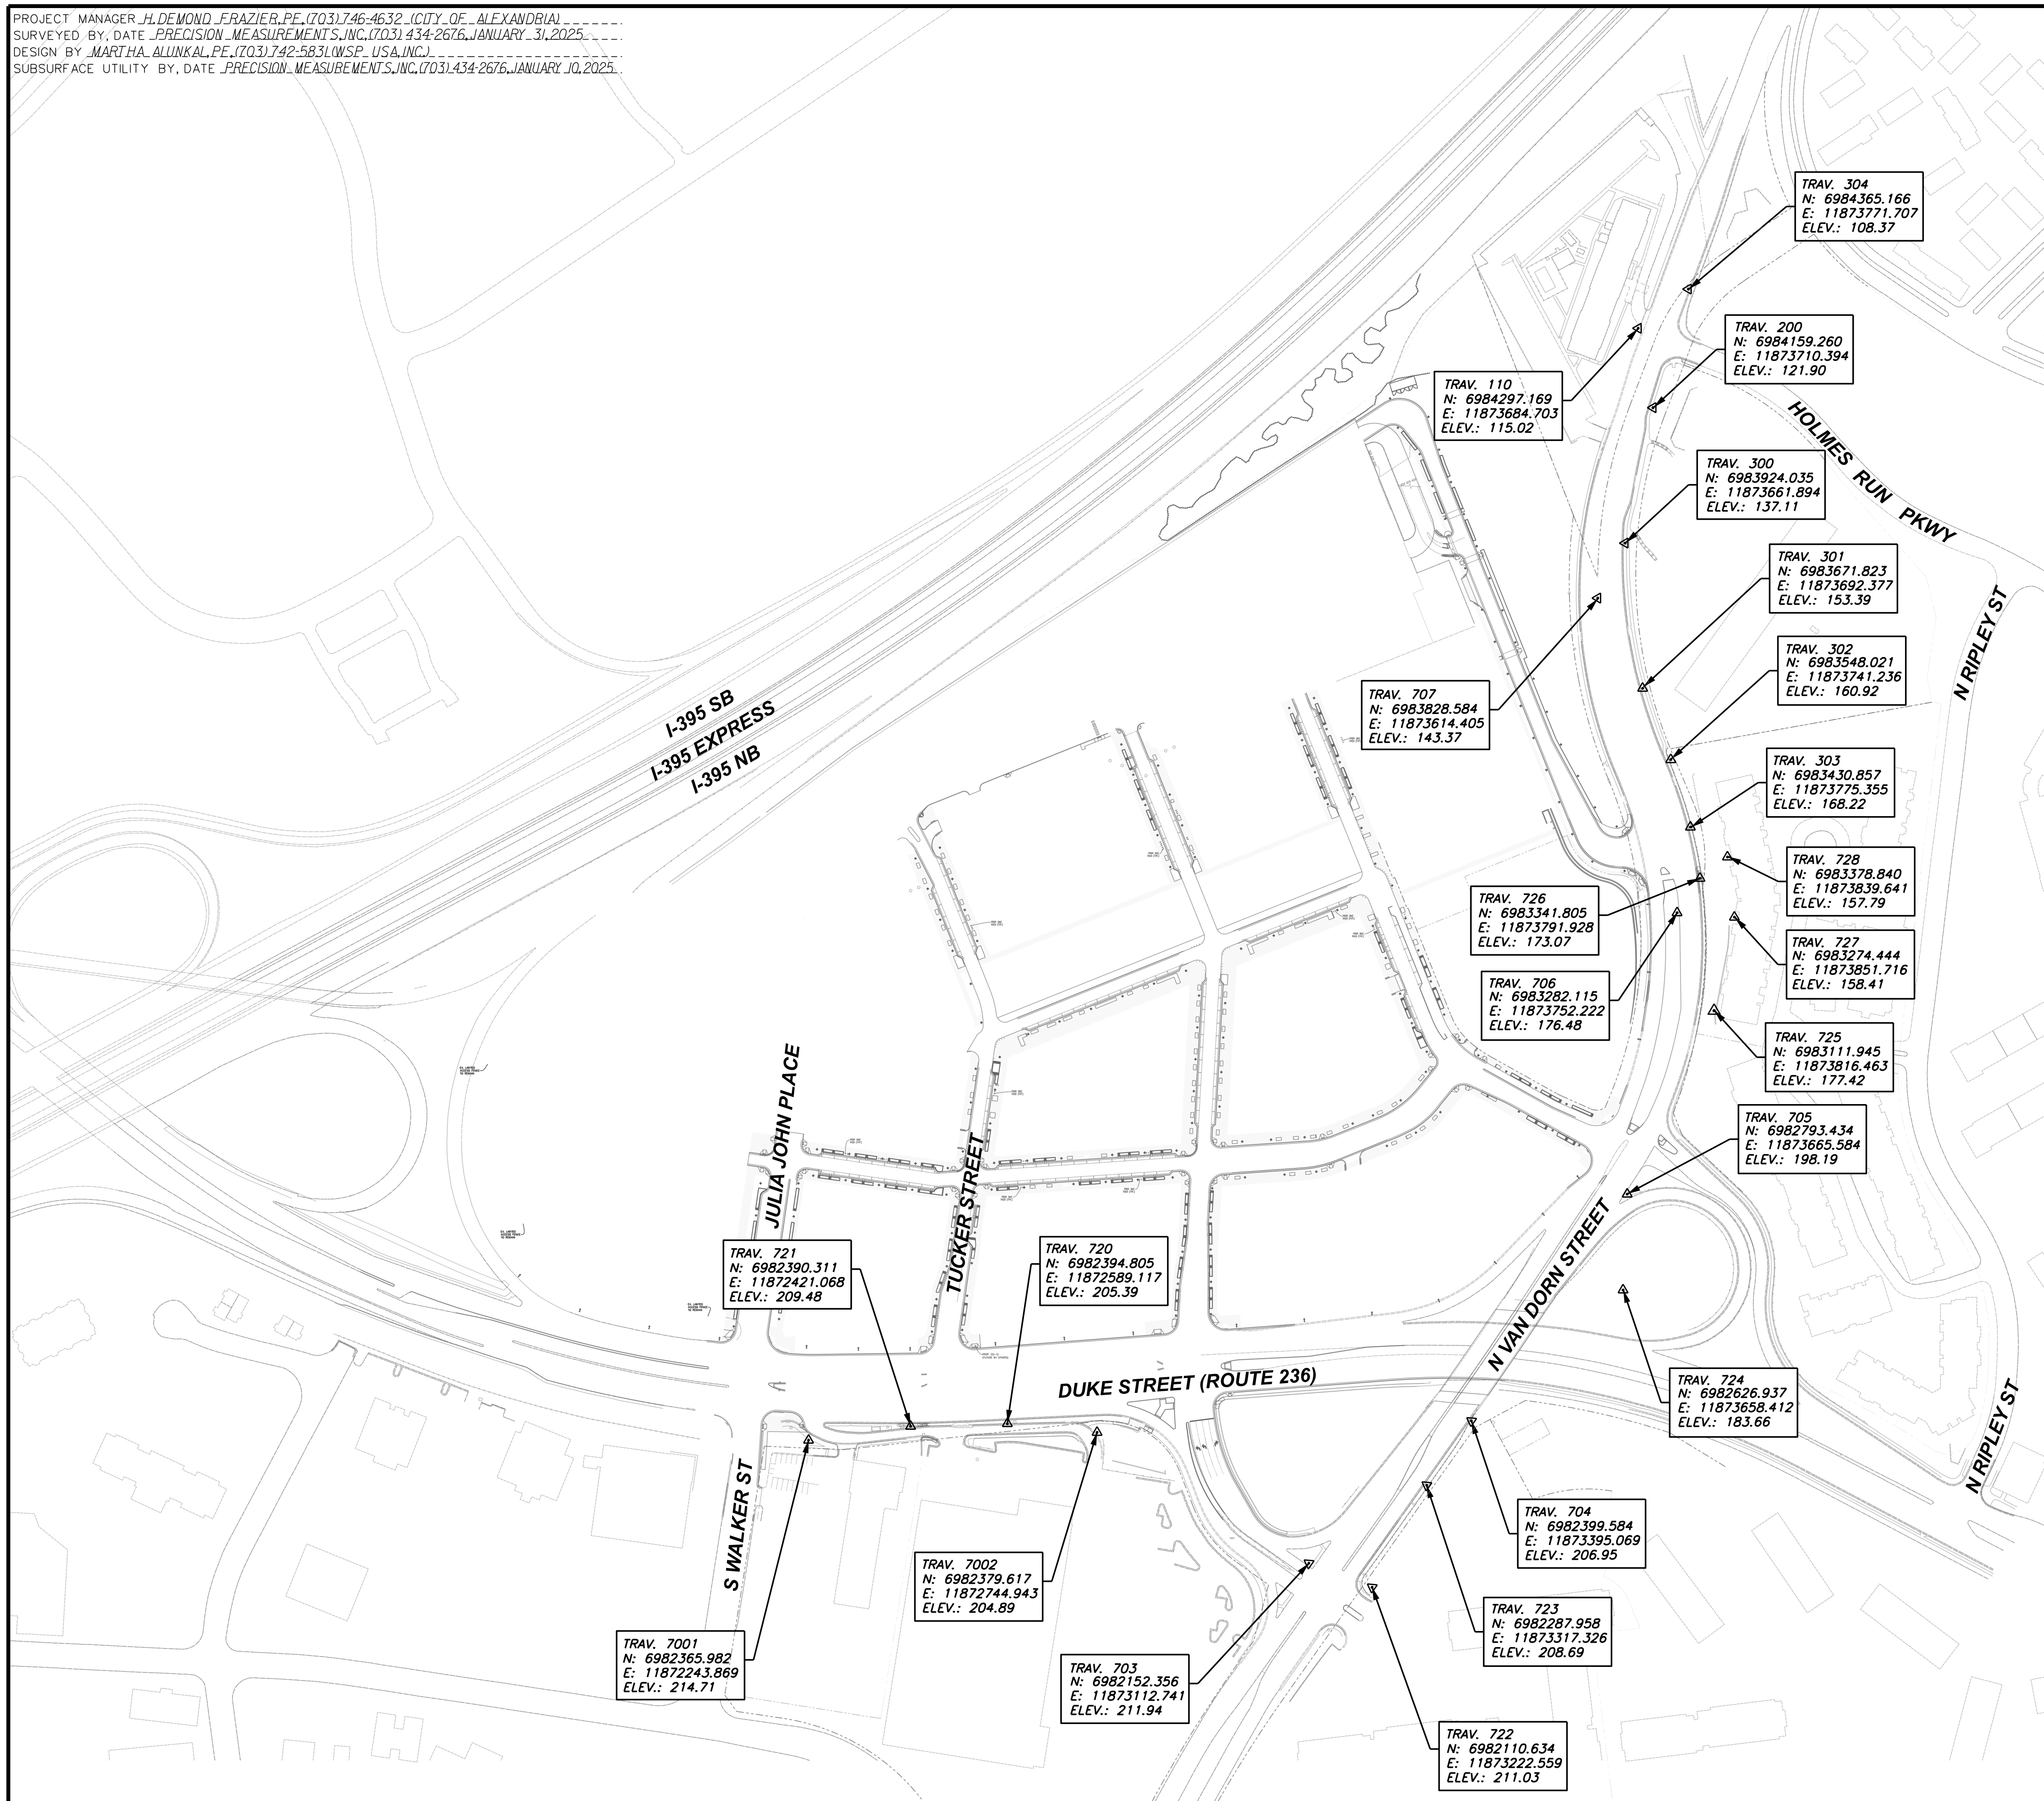 PROJECT MANAGER H. DEMOND FRAZIER, PE, (703) 746-4632 (CITY OF ALEXANDRIA)
SURVEYED BY, DATE PRECISION MEASUREMENTS, INC, (703) 434-2676, JANUARY 31, 2025
DESIGN BY MARTHA ALUNKAL, PE, (703) 742-5831 (WSP USA, INC.)
SUBSURFACE UTILITY BY, DATE PRECISION MEASUREMENTS, INC, (703) 434-2676, JANUARY 10, 2025
TRAV. 304
N: 6984365.166
E: 11873771.707
ELEV.: 108.37
TRAV. 200
N: 6984159.260
E: 11873710.394
ELEV.: 121.90
TRAV. 110
N: 6984297.169
E: 11873684.703
ELEV.: 115.02
HOLMES RUN PKWY
TRAV. 300
N: 6983924.035
E: 11873661.894
ELEV.: 137.11
TRAV. 301
N: 6983671.823
E: 11873692.377
ELEV.: 153.39
N RIPLEY ST
TRAV. 302
N: 6983548.021
E: 11873741.236
ELEV.: 160.92
TRAV. 707
N: 6983828.584
E: 11873614.405
ELEV.: 143.37
I-395 SB
I-395 EXPRESS
I-395 NB
TRAV. 303
N: 6983430.857
E: 11873775.355
ELEV.: 168.22
TRAV. 728
N: 6983378.840
E: 11873839.641
ELEV.: 157.79
TRAV. 726
N: 6983341.805
E: 11873791.928
ELEV.: 173.07
TRAV. 727
N: 6983274.444
E: 11873851.716
ELEV.: 158.41
TRAV. 706
N: 6983282.115
E: 11873752.222
ELEV.: 176.48
TRAV. 725
N: 6983111.945
E: 11873816.463
ELEV.: 177.42
JULIA JOHN PLACE
TUCKER STREET
TRAV. 705
N: 6982793.434
E: 11873665.584
ELEV.: 198.19
N VAN DORN STREET
TRAV. 721
N: 6982390.311
E: 11872421.068
ELEV.: 209.48
TRAV. 720
N: 6982394.805
E: 11872589.117
ELEV.: 205.39
DUKE STREET (ROUTE 236)
TRAV. 724
N: 6982626.937
E: 11873658.412
ELEV.: 183.66
N RIPLEY ST
S WALKER ST
TRAV. 704
N: 6982399.584
E: 11873395.069
ELEV.: 206.95
TRAV. 7002
N: 6982379.617
E: 11872744.943
ELEV.: 204.89
TRAV. 723
N: 6982287.958
E: 11873317.326
ELEV.: 208.69
TRAV. 7001
N: 6982365.982
E: 11872243.869
ELEV.: 214.71
TRAV. 703
N: 6982152.356
E: 11873112.741
ELEV.: 211.94
TRAV. 722
N: 6982110.634
E: 11873222.559
ELEV.: 211.03